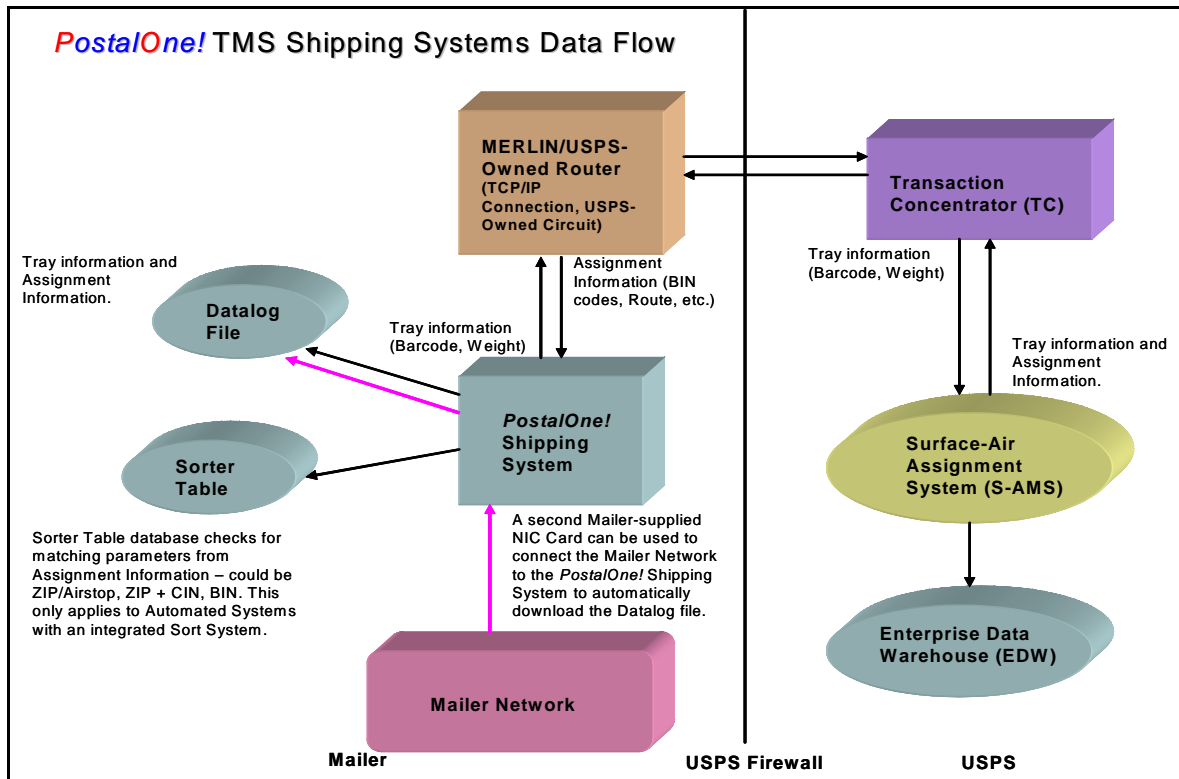 PostalOne! TMS Shipping Systems Data Flow
MERLIN/USPS-
Owned Router
(TCP/IP
Connection, USPS-
Owned Circuit)
Transaction
Concentrator (TC)
Tray information and
Assignment
Information.
Datalog
File
Tray information
(Barcode, Weight)
Assignment
Information (BIN
codes, Route, etc.)
Tray information
(Barcode, Weight)
Tray information and
Assignment
Information.
PostalOne!
Shipping
System
Sorter
Table
Surface-Air
Assignment
System (S-AMS)
Sorter Table database checks for
matching parameters from
Assignment Information – could be
ZIP/Airstop, ZIP + CIN, BIN. This
only applies to Automated Systems
with an integrated Sort System.
A second Mailer-supplied
NIC Card can be used to
connect the Mailer Network
to the PostalOne! Shipping
System to automatically
download the Datalog file.
Enterprise Data
Warehouse (EDW)
Mailer Network
Mailer
USPS Firewall
USPS